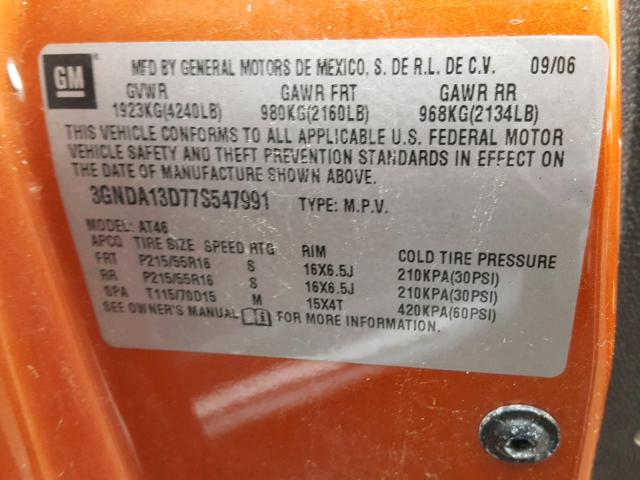 GM MFD BY GENERAL MOTORS DE MEXICO, S. DE R.L. DE C.V. 09/06
GVWR GAWR FRT GAWR RR
1923KG(4240LB) 980KG(2160LB) 968KG(2134LB)
THIS VEHICLE CONFORMS TO ALL APPLICABLE U.S. FEDERAL MOTOR
VEHICLE SAFETY AND THEFT PREVENTION STANDARDS IN EFFECT ON
THE DATE OF MANUFACTURE SHOWN ABOVE.
3GNDA13D77S547991 TYPE: M.P.V.
MODEL: AT46
APCQ TIRE SIZE SPEED RTG RIM COLD TIRE PRESSURE
FRT P215/55R16 S 16X6.5J 210KPA(30PSI)
RR P215/55R16 S 16X6.5J 210KPA(30PSI)
SPA T115/70D15 M 15X4T 420KPA(60PSI)
SEE OWNER'S MANUAL FOR MORE INFORMATION.